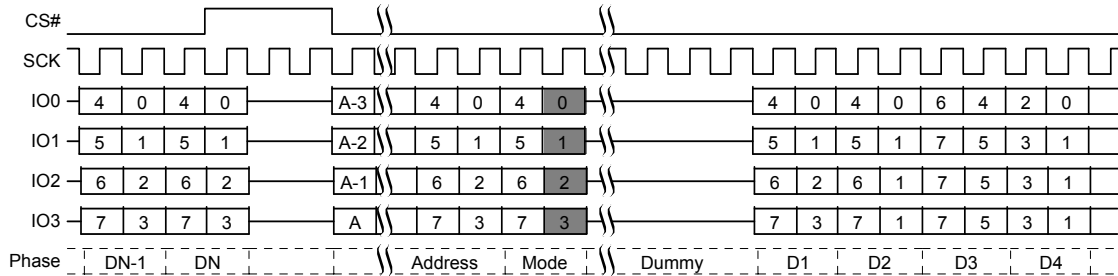 CS#
SCK
IO0 4 0 4 0 A-3 4 0 4 0 4 0 4 0 6 4 2 0
IO1 5 1 5 1 A-2 5 1 5 1 5 1 5 1 7 5 3 1
IO2 6 2 6 2 A-1 6 2 6 2 6 2 6 1 7 5 3 1
IO3 7 3 7 3 A 7 3 7 3 7 3 7 1 7 5 3 1
Phase DN-1 DN Address Mode Dummy D1 D2 D3 D4